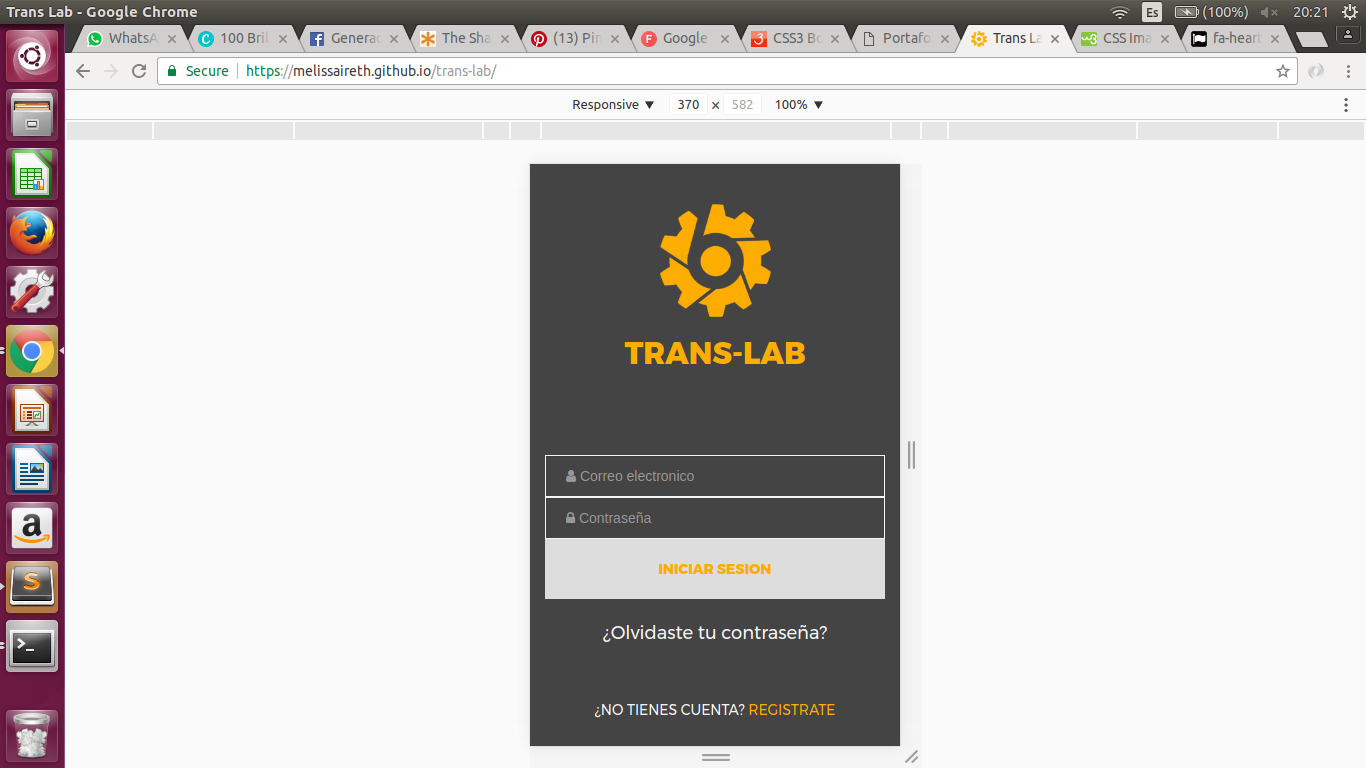 Trans Lab - Google Chrome
Es (100%) 20:21
WhatsA 100 Bril Generac The Sha (13) Pin Google CSS3 Bo Portafo Trans La CSS Ima fa-heart
Secure https://melissaireth.github.io/trans-lab/
Responsive ▼ 370 × 582 100% ▼
TRANS-LAB
Correo electronico
Contraseña
INICIAR SESION
¿Olvidaste tu contraseña?
¿NO TIENES CUENTA? REGISTRATE